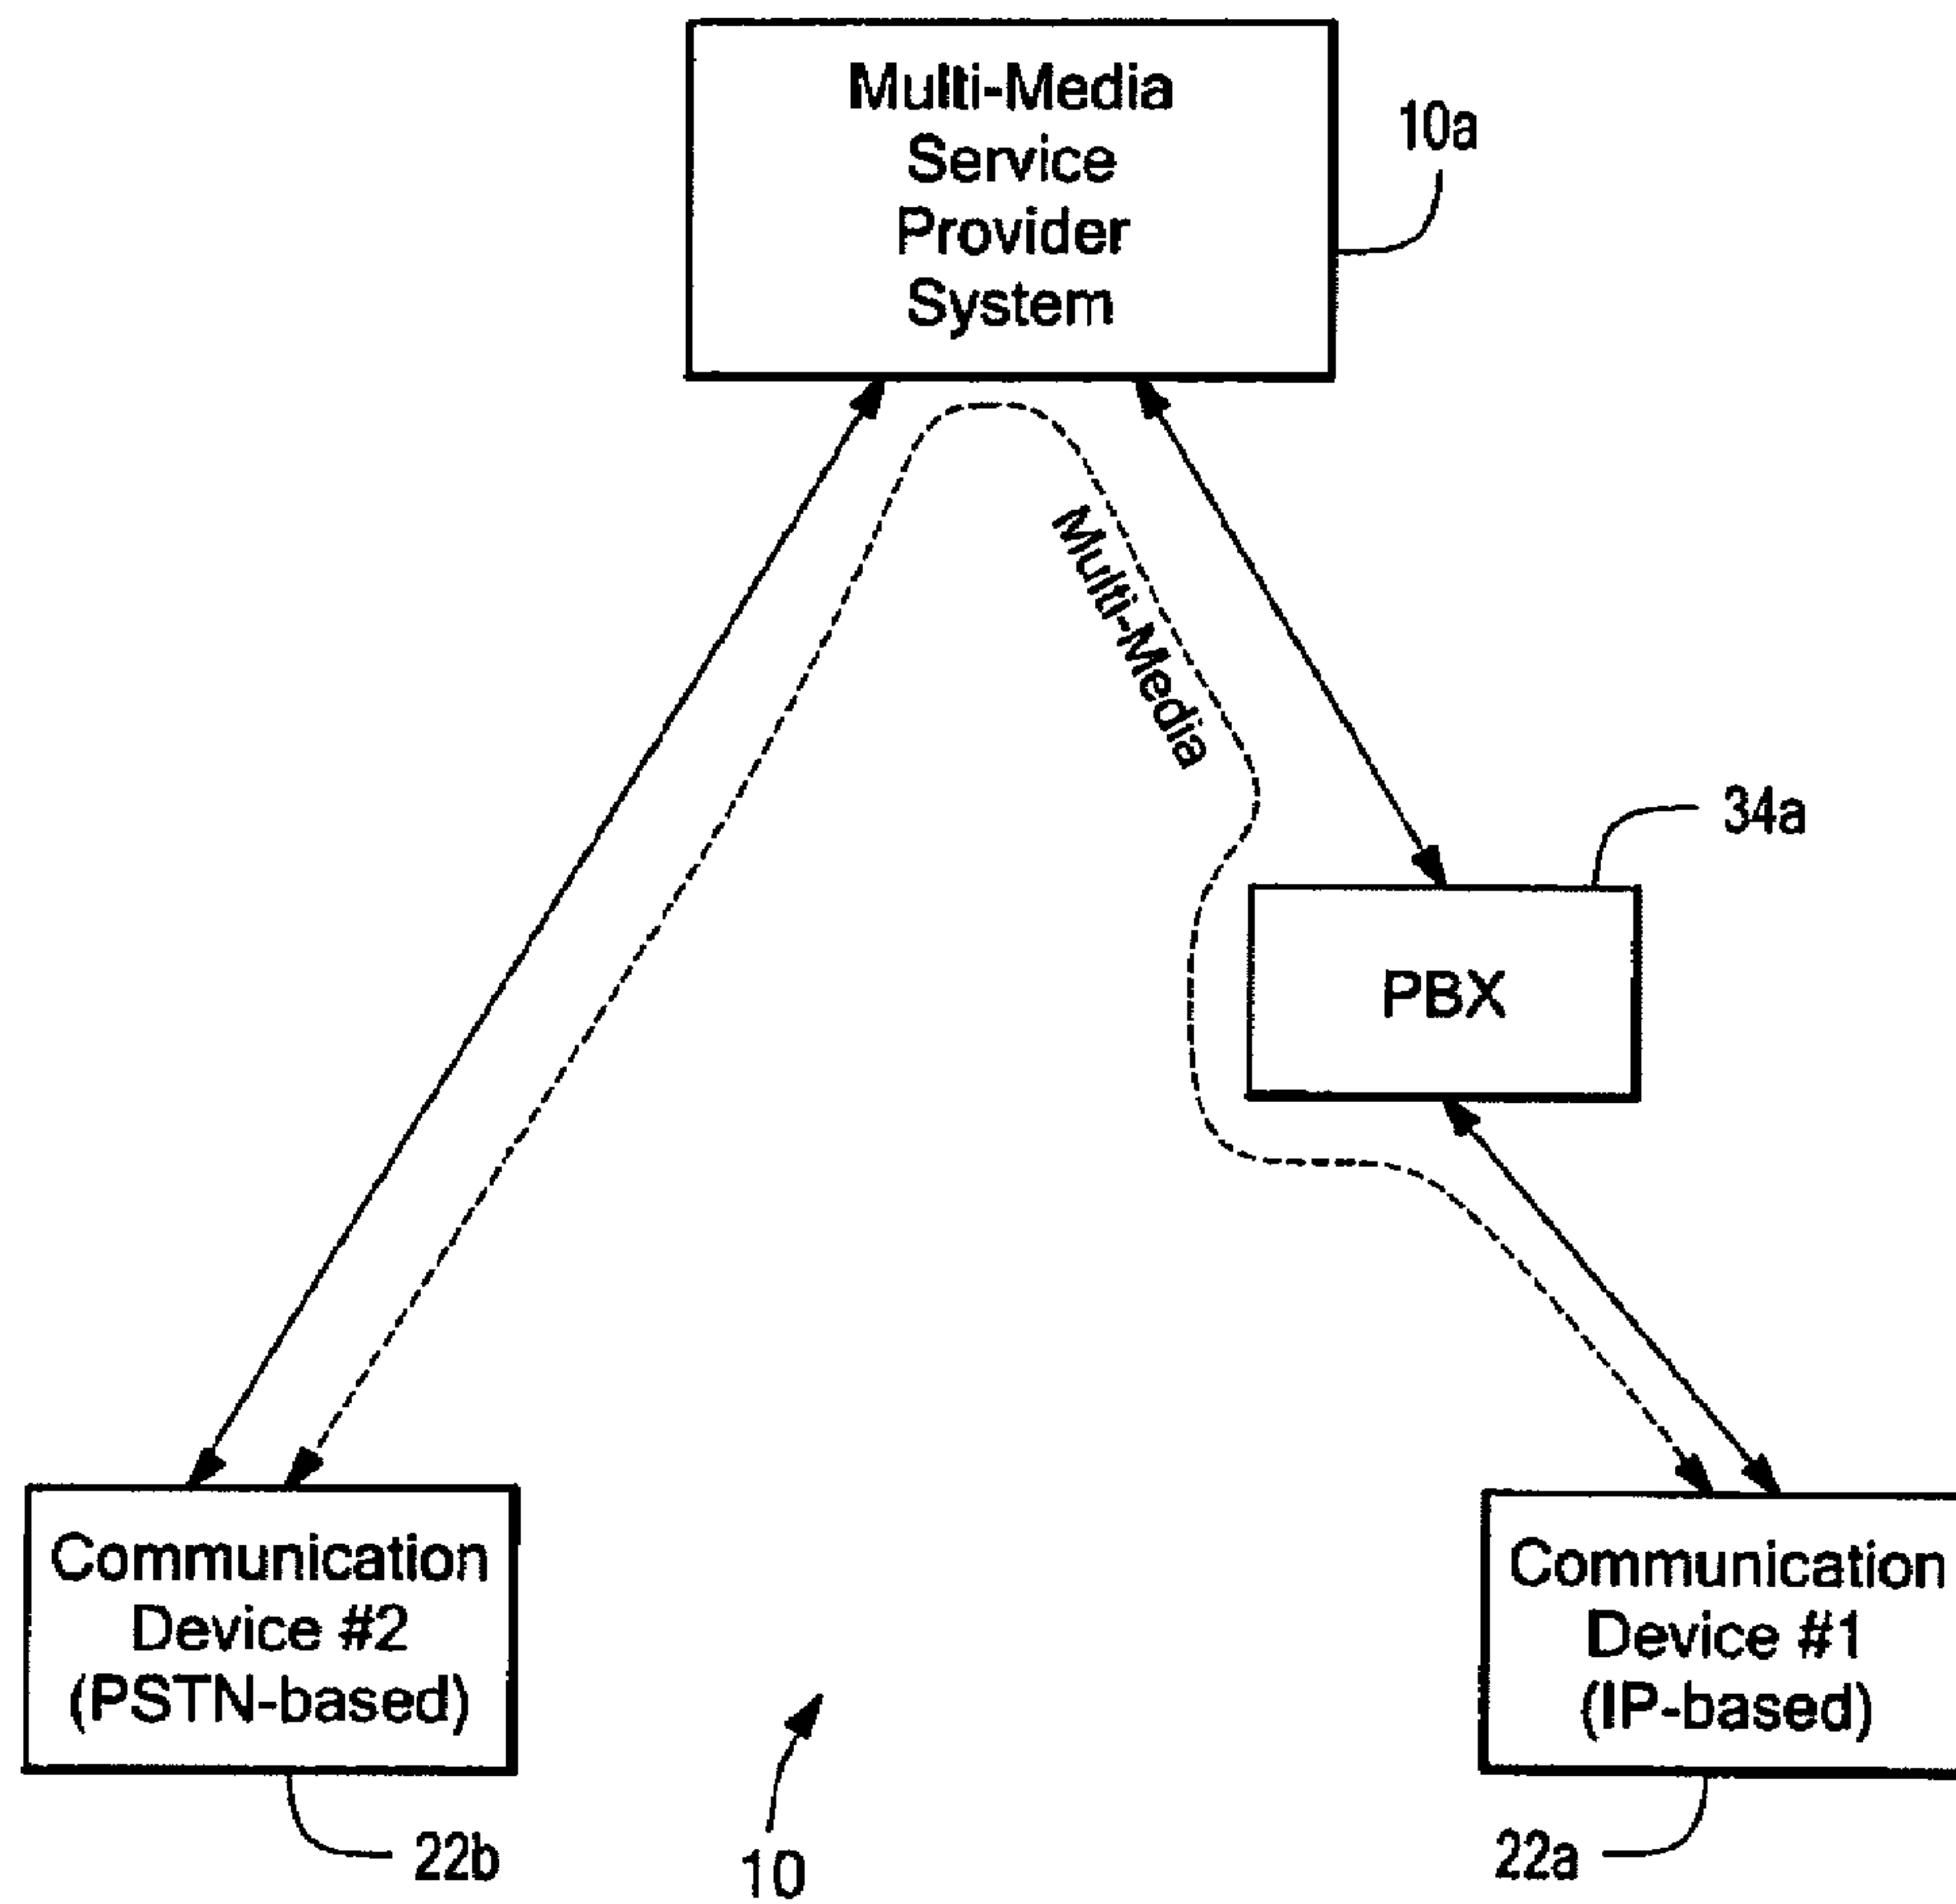 Multi-Media
Service
Provider
System
10a
Multi-Media
34a
PBX
Communication
Device #2
(PSTN-based)
Communication
Device #1
(IP-based)
22b
10
22a